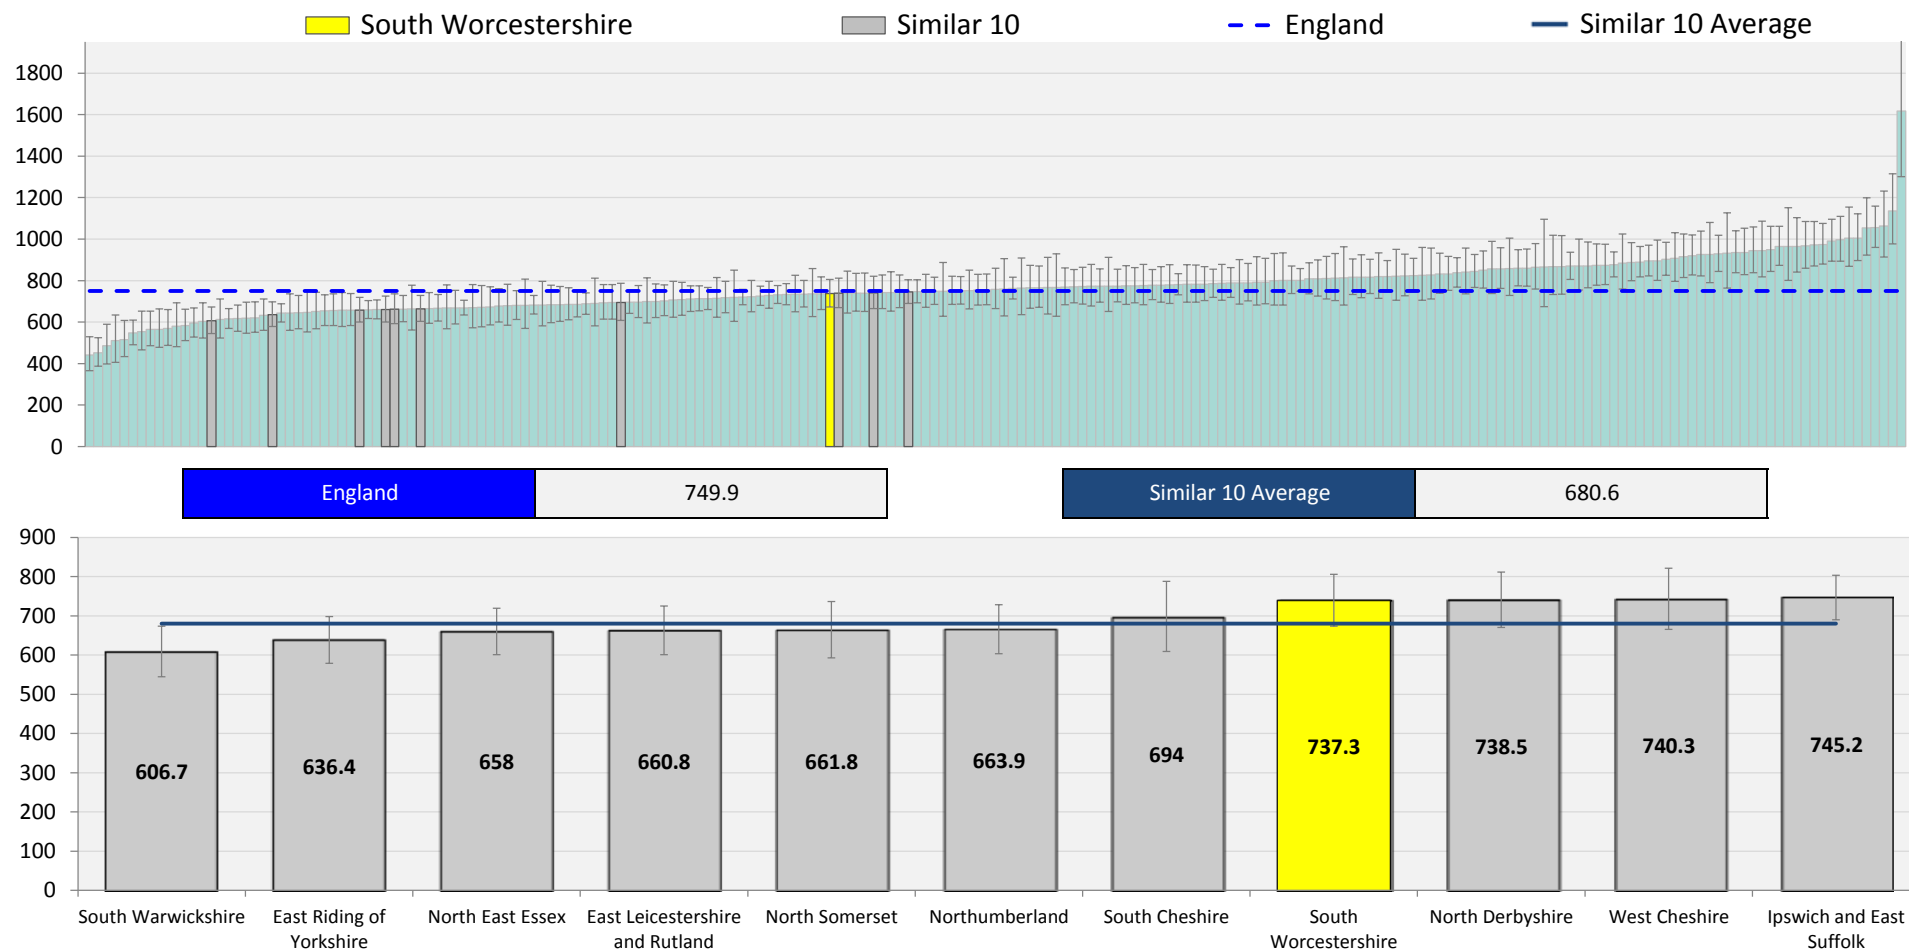 South Worcestershire
Similar 10
England
Similar 10 Average
1800
1600
1400
1200
1000
800
600
400
200
0
England
749.9
Similar 10 Average
680.6
900
800
700
600
500
400
300
200
100
0
606.7
636.4
658
660.8
661.8
663.9
694
737.3
738.5
740.3
745.2
South Warwickshire
East Riding of
Yorkshire
North East Essex
East Leicestershire
and Rutland
North Somerset
Northumberland
South Cheshire
South
Worcestershire
North Derbyshire
West Cheshire
Ipswich and East
Suffolk